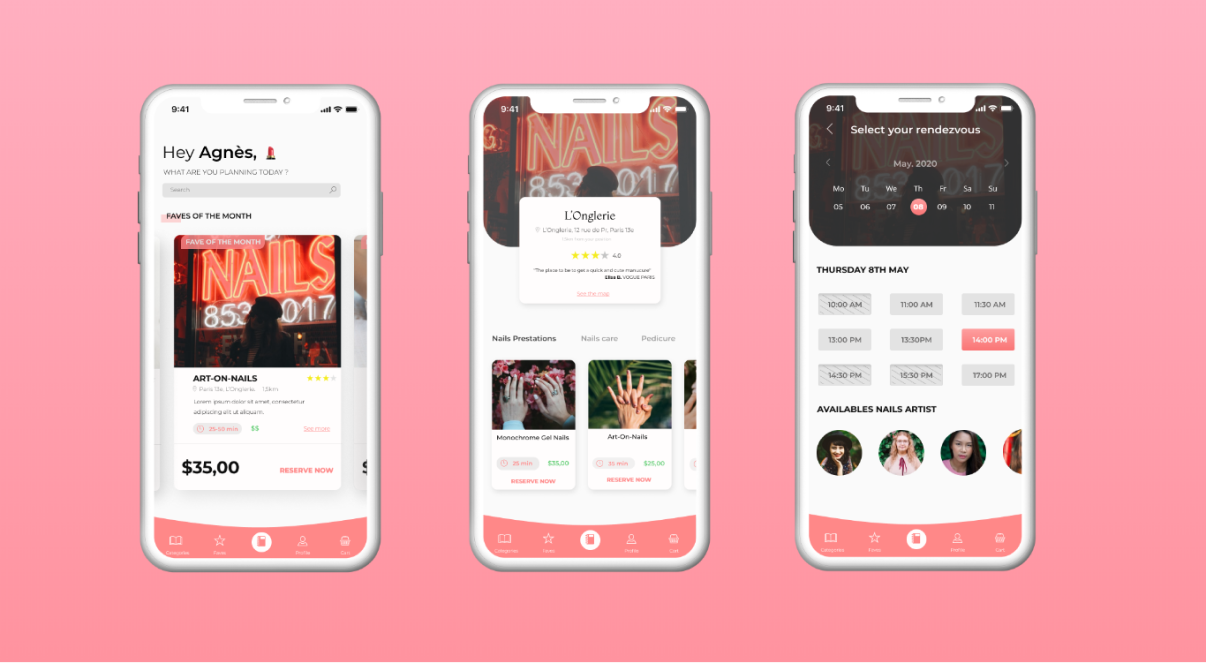 9:41
Hey Agnès,
WHAT ARE YOU PLANNING TODAY ?
Search
FAVES OF THE MONTH
FAVE OF THE MONTH
NAILS
853 017
ART-ON-NAILS
Paris 13e, L'Onglerie, 1,5km
Lorem ipsum dolor sit amet, consectetur
adipiscing elit ut aliquam.
25-50 min $$ See more
$35,00 RESERVE NOW
Categories Faves Profile Cart
9:41
NAILS
853 017
L'Onglerie
L'Onglerie, 12 rue de Pr, Paris 13e
4.0
"The place to be to get a quick and cute manucure"
Elisa B. VOGUE PARIS
See the map
Nails Prestations Nails care Pedicure
Monochrome Gel Nails
25 min $35,00
RESERVE NOW
Art-On-Nails
35 min $25,00
RESERVE NOW
Categories Faves Profile Cart
9:41
Select your rendezvous
May. 2020
Mo Tu We Th Fr Sa Su
05 06 07 08 09 10 11
THURSDAY 8TH MAY
10:00 AM 11:00 AM 11:30 AM
13:00 PM 13:30PM 14:00 PM
14:30 PM 15:30 PM 17:00 PM
AVAILABLES NAILS ARTIST
Categories Faves Profile Cart